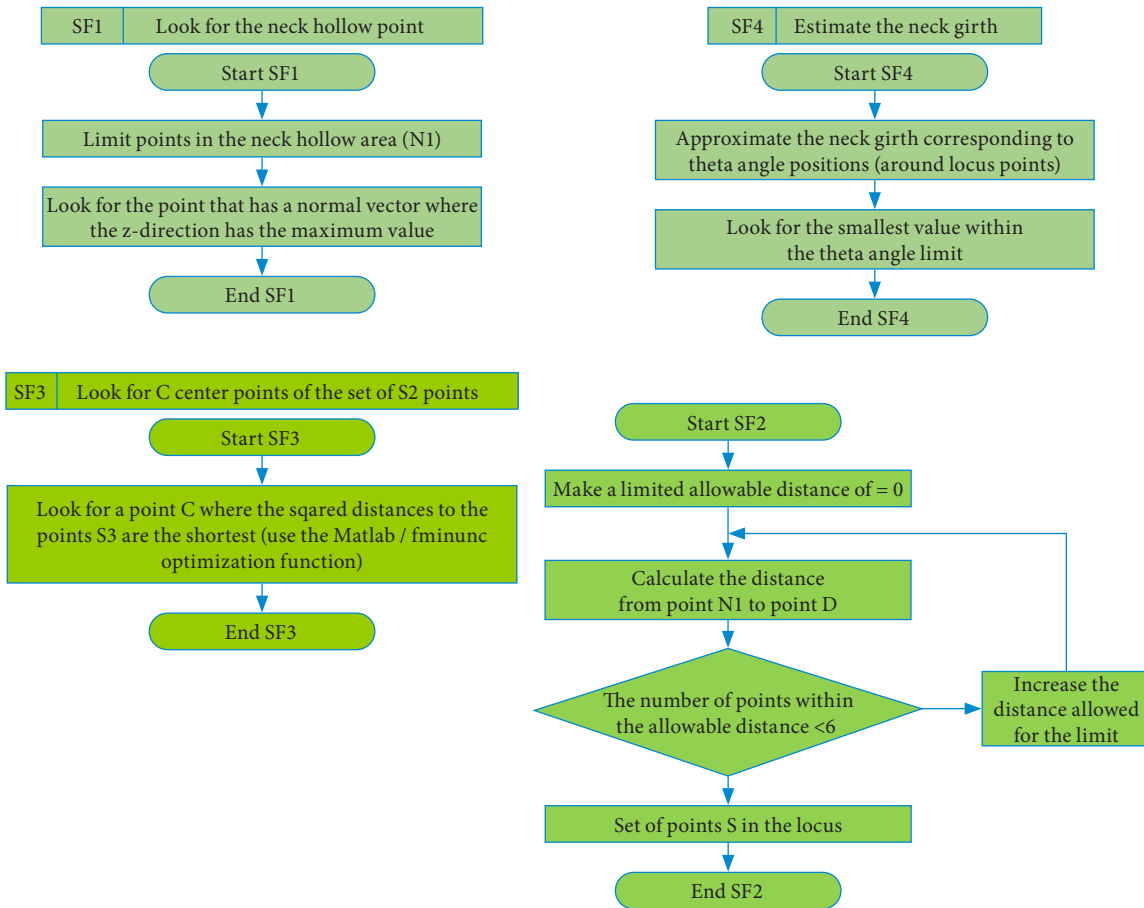 SF1 Look for the neck hollow point
Start SF1
Limit points in the neck hollow area (N1)
Look for the point that has a normal vector where
the z-direction has the maximum value
End SF1
SF4 Estimate the neck girth
Start SF4
Approximate the neck girth corresponding to
theta angle positions (around locus points)
Look for the smallest value within
the theta angle limit
End SF4
SF3 Look for C center points of the set of S2 points
Start SF3
Look for a point C where the sqared distances to the
points S3 are the shortest (use the Matlab / fminunc
optimization function)
End SF3
Start SF2
Make a limited allowable distance of = 0
Calculate the distance
from point N1 to point D
The number of points within
the allowable distance <6
Increase the
distance allowed
for the limit
Set of points S in the locus
End SF2